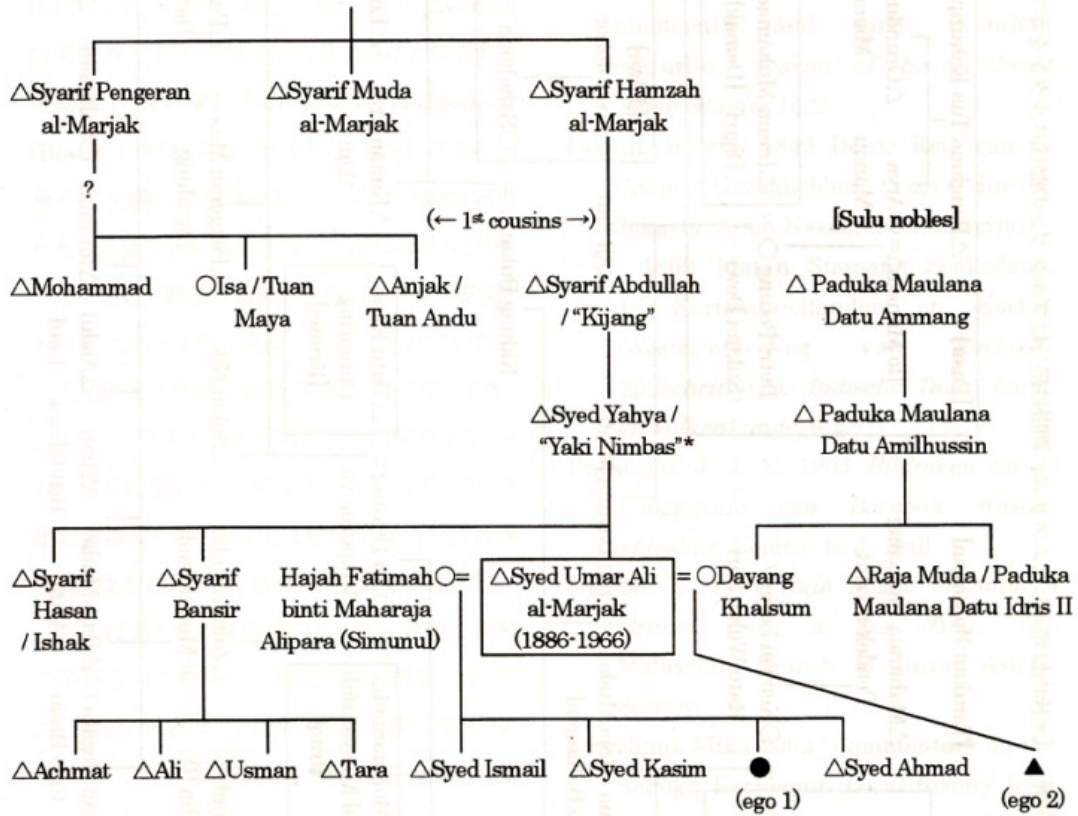 △Syarif Pengeran
al-Marjak
△Syarif Muda
al-Marjak
△Syarif Hamzah
al-Marjak
?
(← 1st cousins →)
[Sulu nobles]
△Mohammad
○Isa / Tuan
Maya
△Anjak /
Tuan Andu
△Syarif Abdullah
/ “Kijang”
△ Paduka Maulana
Datu Ammang
△Syed Yahya /
“Yaki Nimbas”*
△ Paduka Maulana
Datu Amilhussin
△Syarif
Hasan
/ Ishak
△Syarif
Bansir
Hajah Fatimah○=
binti Maharaja
Alipara (Simunul)
△Syed Umar Ali
al-Marjak
(1886-1966)
= ○Dayang
Khalsum
△Raja Muda / Paduka
Maulana Datu Idris II
△Achmat
△Ali
△Usman
△Tara
△Syed Ismail
△Syed Kasim
●
(ego 1)
△Syed Ahmad
▲
(ego 2)